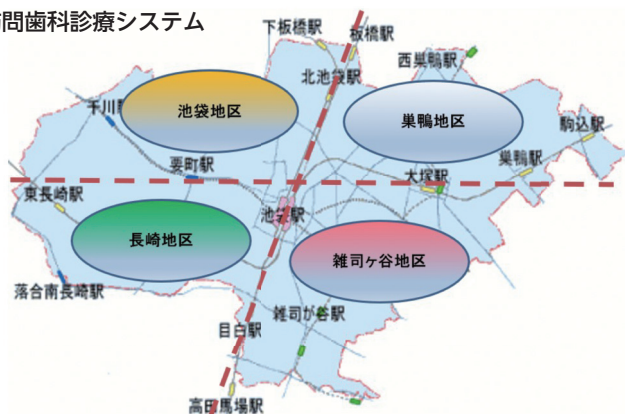 問歯科診療システム
下板橋駅
板橋駅
西巣鴨駅
北池袋駅
池袋地区
巣鴨地区
駒込駅
千川
巣鴨駅
要町駅
大塚駅
東長崎駅
池袋駅
長崎地区
雑司ヶ谷地区
落合南長崎駅
雑司が谷駅
目白駅
高田馬場駅